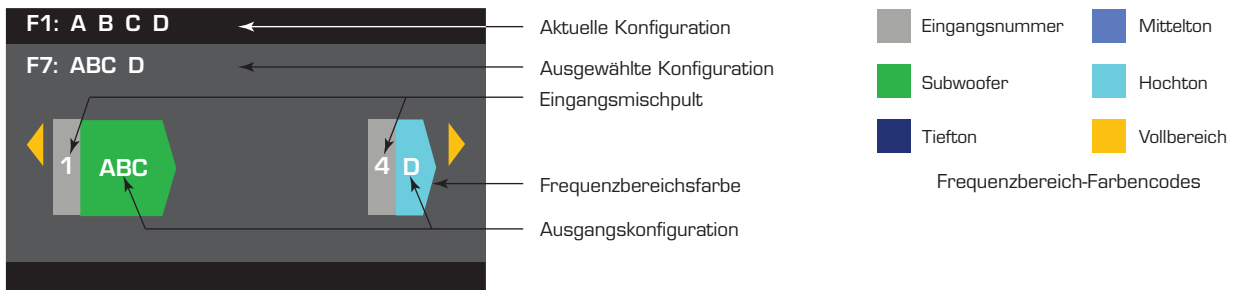 F1: A B C D
F7: ABC D
1 ABC 4 D
Aktuelle Konfiguration
Ausgewählte Konfiguration
Eingangsmischpult
Frequenzbereichsfarbe
Ausgangskonfiguration
Eingangsnummer
Mittelton
Subwoofer
Hochton
Tiefton
Vollbereich
Frequenzbereich-Farbencodes